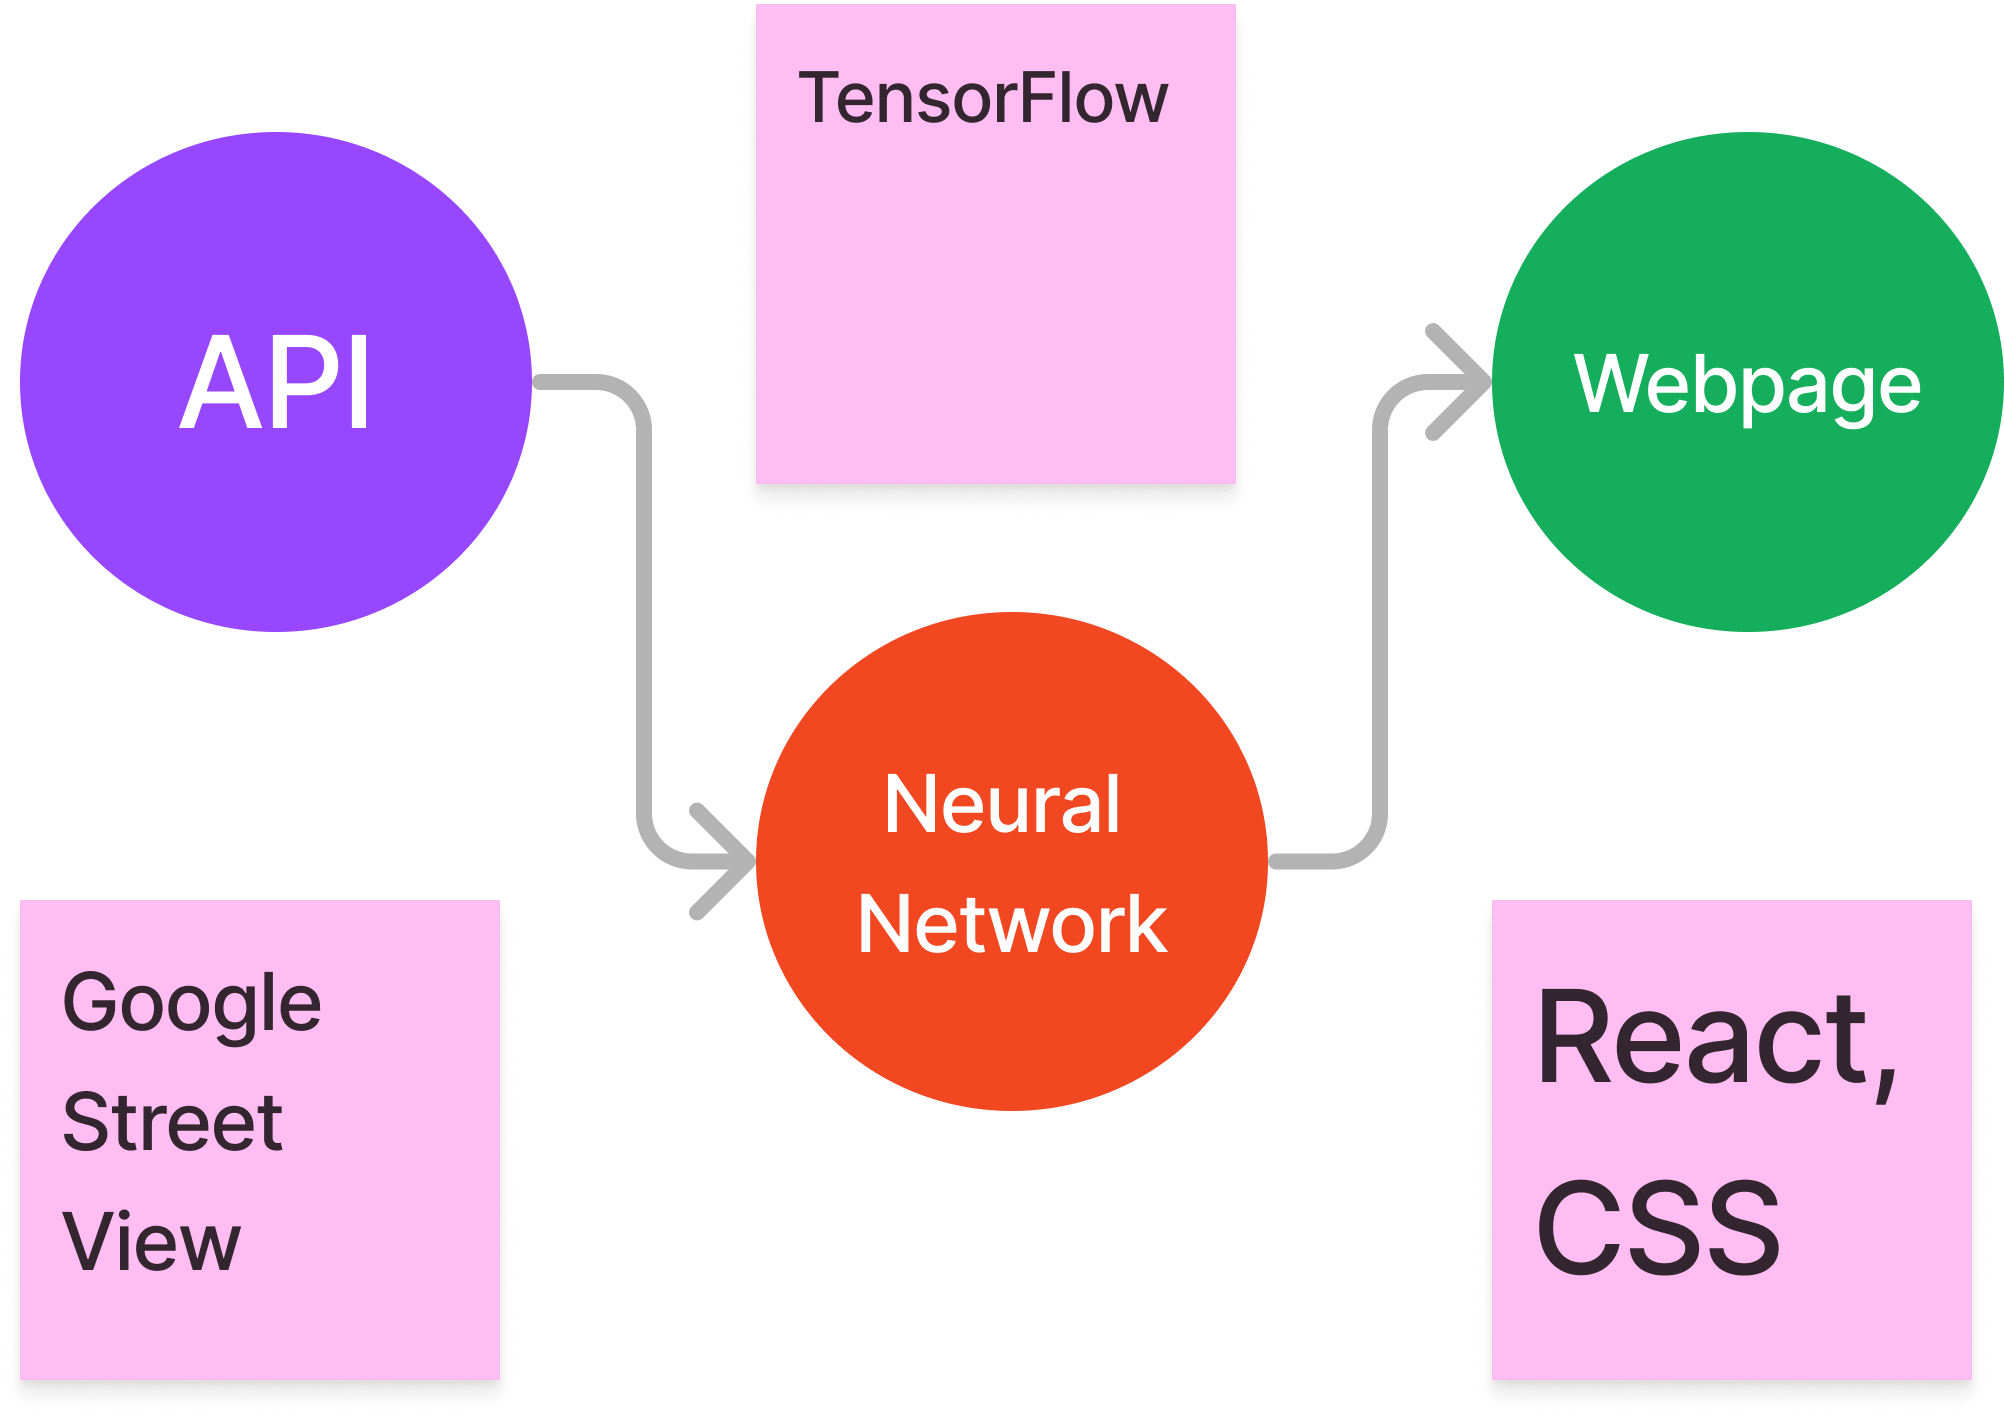 TensorFlow
API
Webpage
Neural
Network
Google
Street
View
React,
CSS